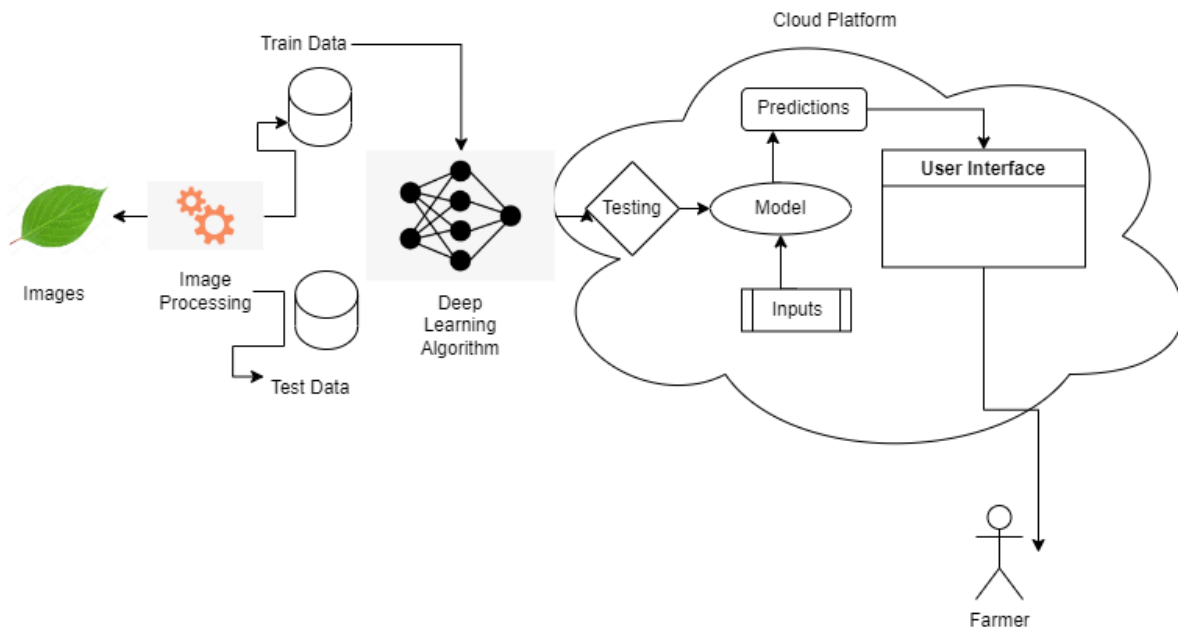 Cloud Platform
Train Data
Predictions
User Interface
Testing
Model
Images
Image
Processing
Inputs
Deep
Learning
Algorithm
Test Data
Farmer